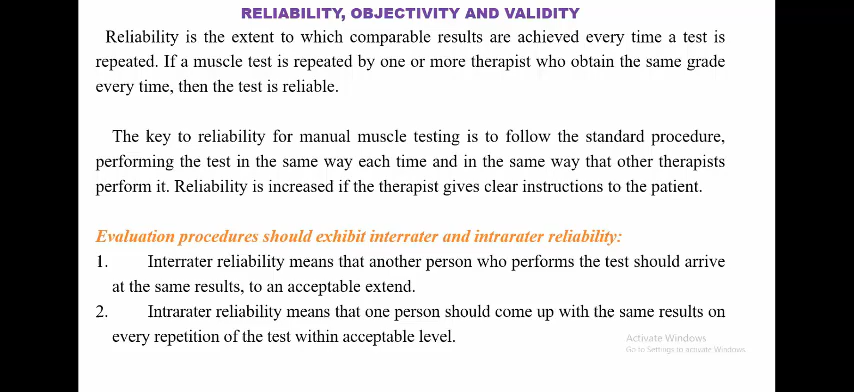 RELIABILITY, OBJECTIVITY AND VALIDITY
Reliability is the extent to which comparable results are achieved every time a test is
repeated. If a muscle test is repeated by one or more therapist who obtain the same grade
every time, then the test is reliable.
The key to reliability for manual muscle testing is to follow the standard procedure,
performing the test in the same way each time and in the same way that other therapists
perform it. Reliability is increased if the therapist gives clear instructions to the patient.
Evaluation procedures should exhibit interrater and intrarater reliability:
1. Interrater reliability means that another person who performs the test should arrive
at the same results, to an acceptable extend.
2. Intrarater reliability means that one person should come up with the same results on
every repetition of the test within acceptable level.
Activate Windows
Go to Settings to activate Windows.